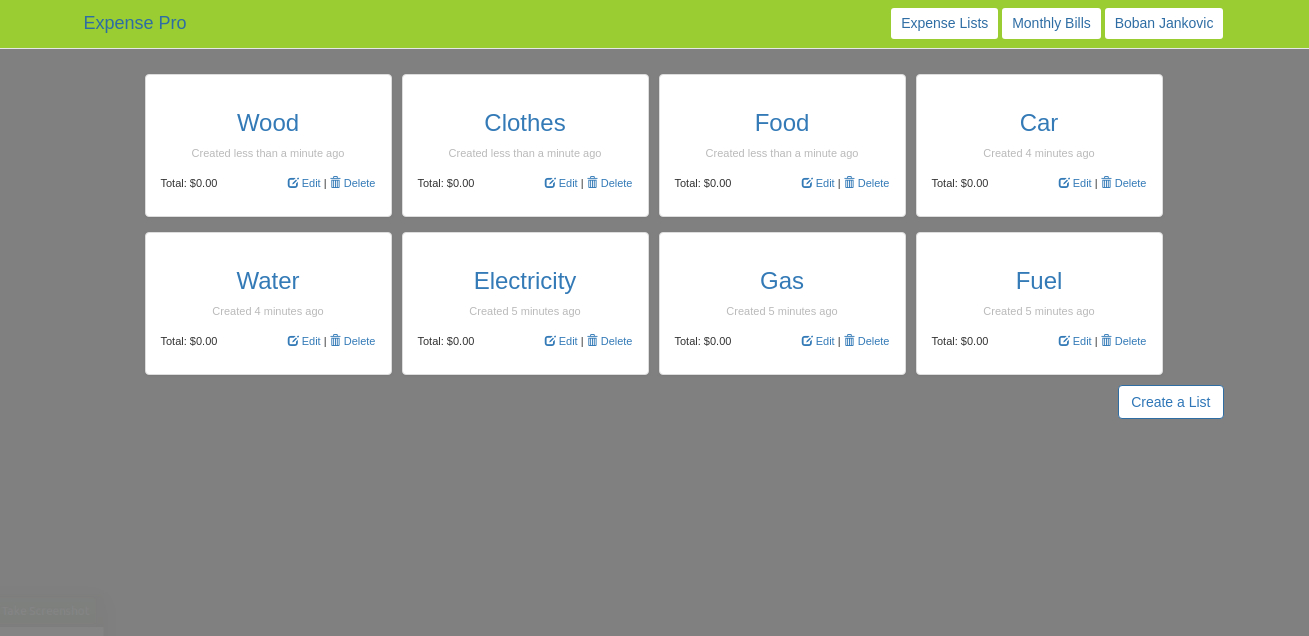 Expense Pro
Expense Lists
Monthly Bills
Boban Jankovic
Wood
Created less than a minute ago
Total: $0.00
Edit | Delete
Clothes
Created less than a minute ago
Total: $0.00
Edit | Delete
Food
Created less than a minute ago
Total: $0.00
Edit | Delete
Car
Created 4 minutes ago
Total: $0.00
Edit | Delete
Water
Created 4 minutes ago
Total: $0.00
Edit | Delete
Electricity
Created 5 minutes ago
Total: $0.00
Edit | Delete
Gas
Created 5 minutes ago
Total: $0.00
Edit | Delete
Fuel
Created 5 minutes ago
Total: $0.00
Edit | Delete
Create a List